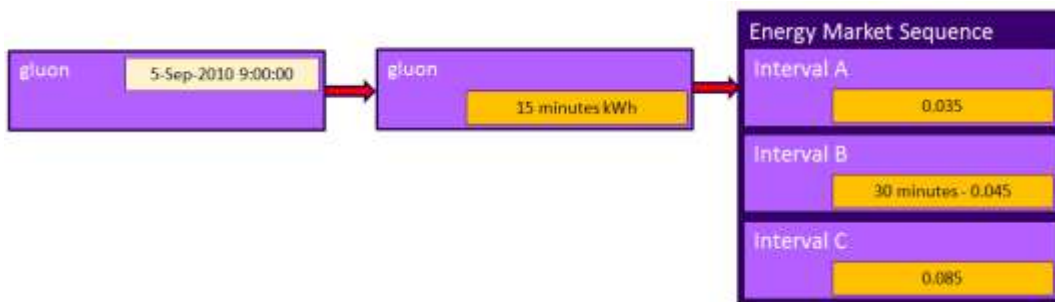 gluon
5-Sep-2010 9:00:00
gluon
15 minutes kWh
Energy Market Sequence
Interval A
0.035
Interval B
30 minutes - 0.045
Interval C
0.085